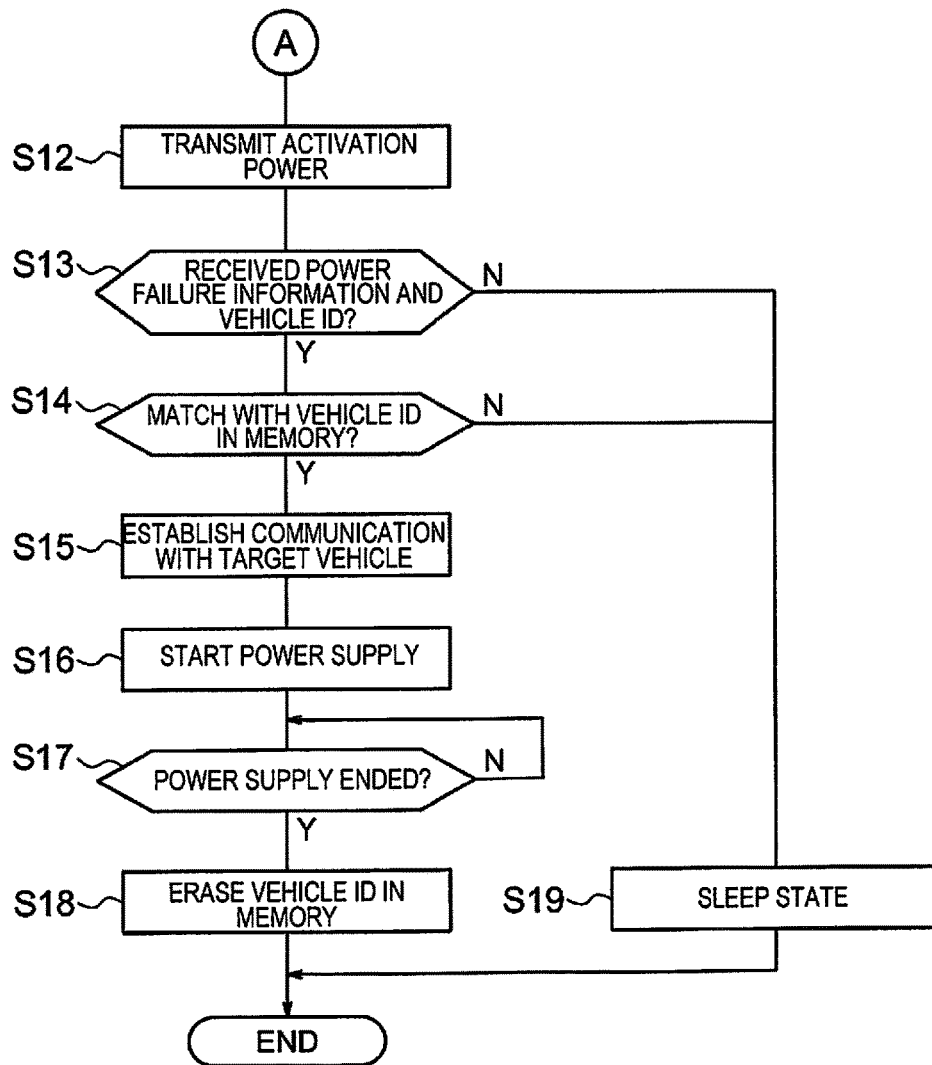 A
S12
TRANSMIT ACTIVATION
POWER
S13
RECEIVED POWER
FAILURE INFORMATION AND
VEHICLE ID?
N
Y
S14
MATCH WITH VEHICLE ID
IN MEMORY?
N
Y
S15
ESTABLISH COMMUNICATION
WITH TARGET VEHICLE
S16
START POWER SUPPLY
S17
POWER SUPPLY ENDED?
N
Y
S18
ERASE VEHICLE ID IN
MEMORY
S19
SLEEP STATE
END